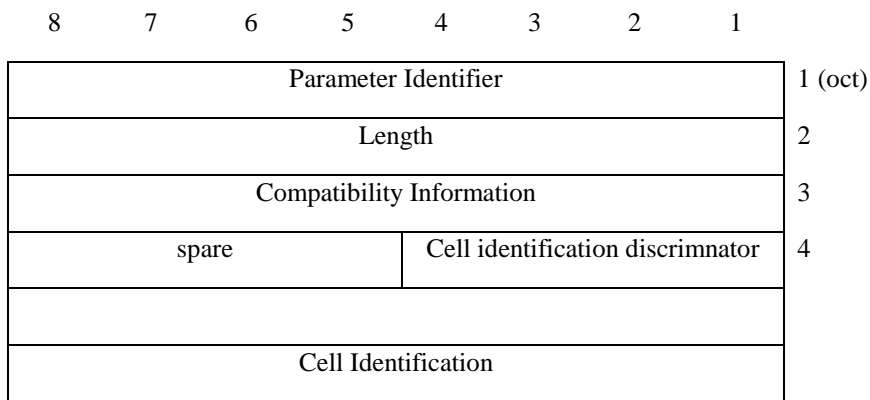 8 7 6 5 4 3 2 1
Parameter Identifier 1 (oct)
Length 2
Compatibility Information 3
spare Cell identification discrimnator 4
Cell Identification